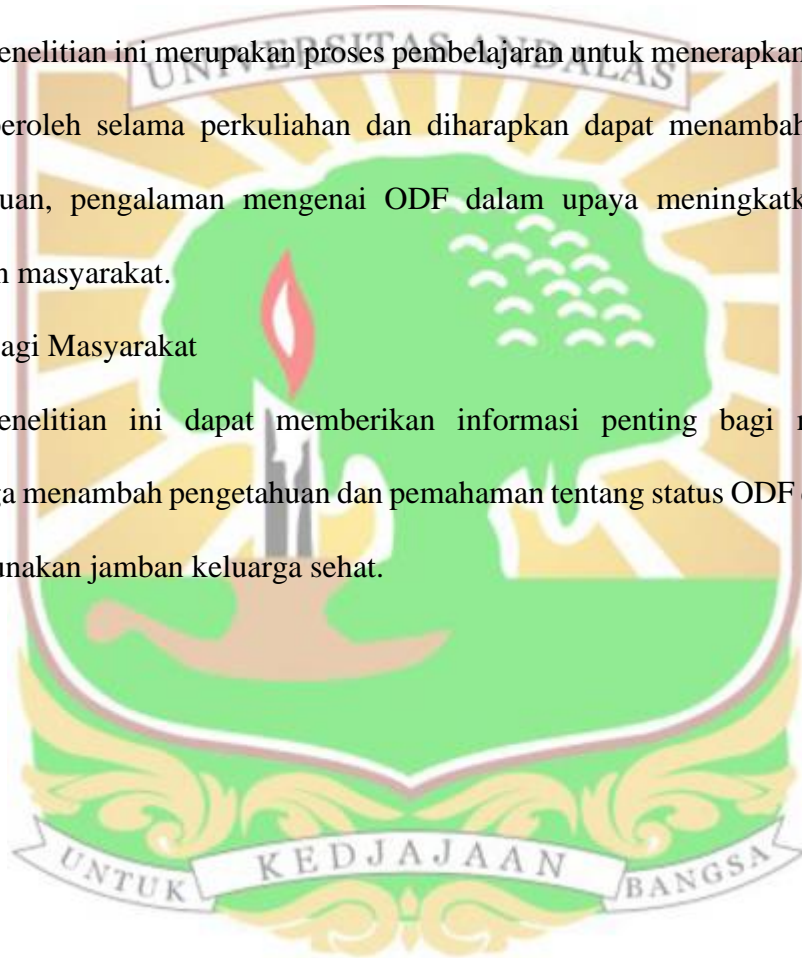 UNIVERSITAS ANDALAS
enelitian ini merupakan proses pembelajaran untuk menerapkan
peroleh selama perkuliahan dan diharapkan dapat menambah
uan, pengalaman mengenai ODF dalam upaya meningkatk
n masyarakat.
agi Masyarakat
enelitian ini dapat memberikan informasi penting bagi
ga menambah pengetahuan dan pemahaman tentang status ODF
unakan jamban keluarga sehat.
UNTUK KEDJAJAAN BANGSA